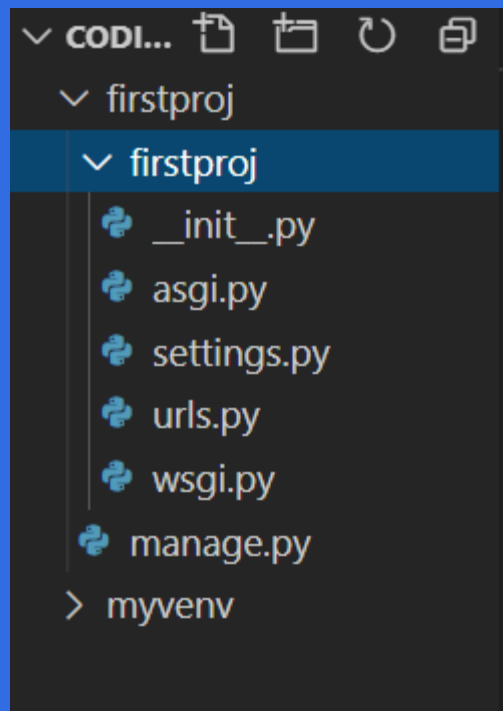 CODI...
firstproj
firstproj
__init__.py
asgi.py
settings.py
urls.py
wsgi.py
manage.py
myvenv